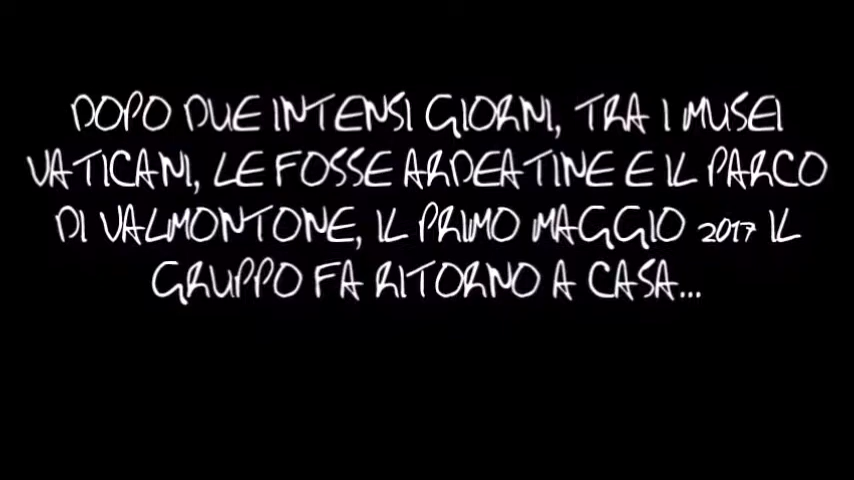 DOPO DUE INTENSI GIORNI, TRA I MUSEI
VATICANI, LE FOSSE ARDEATINE E IL PARCO
DI VALMONTONE, IL PRIMO MAGGIO 2017 IL
GRUPPO FA RITORNO A CASA...